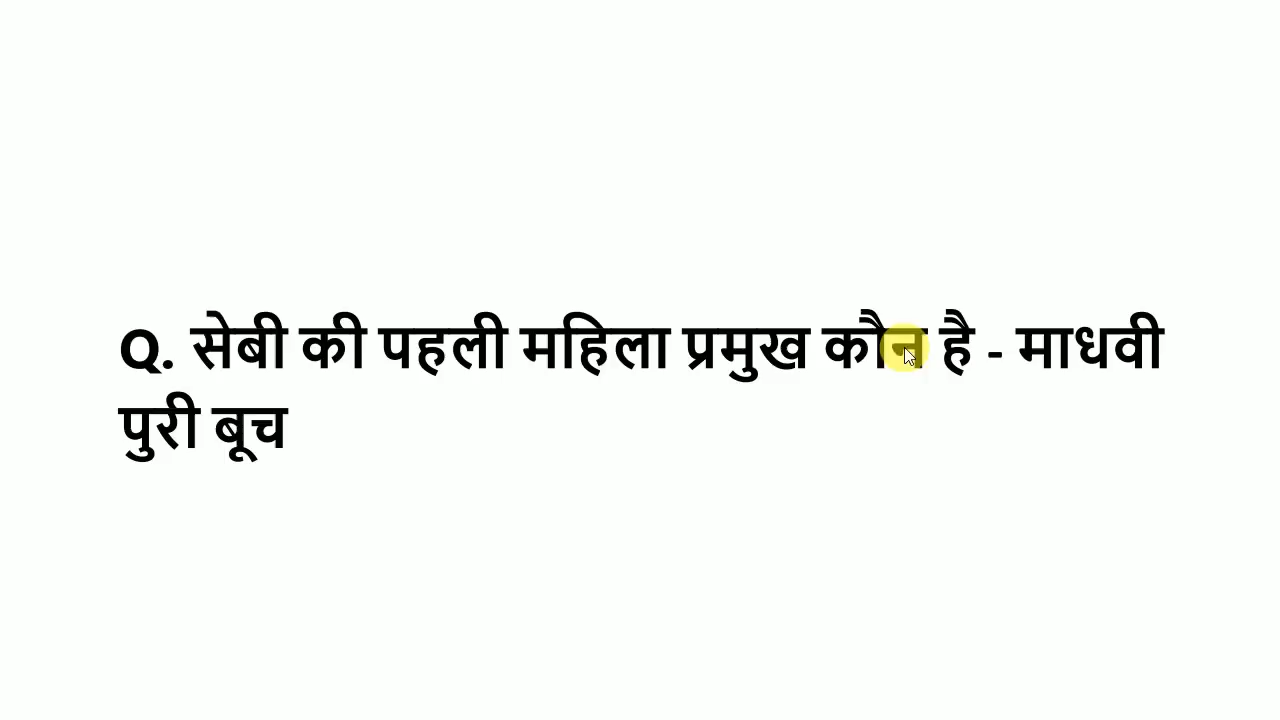 Q. सेबी की पहली महिला प्रमुख कौन है - माधवी
पुरी बूच